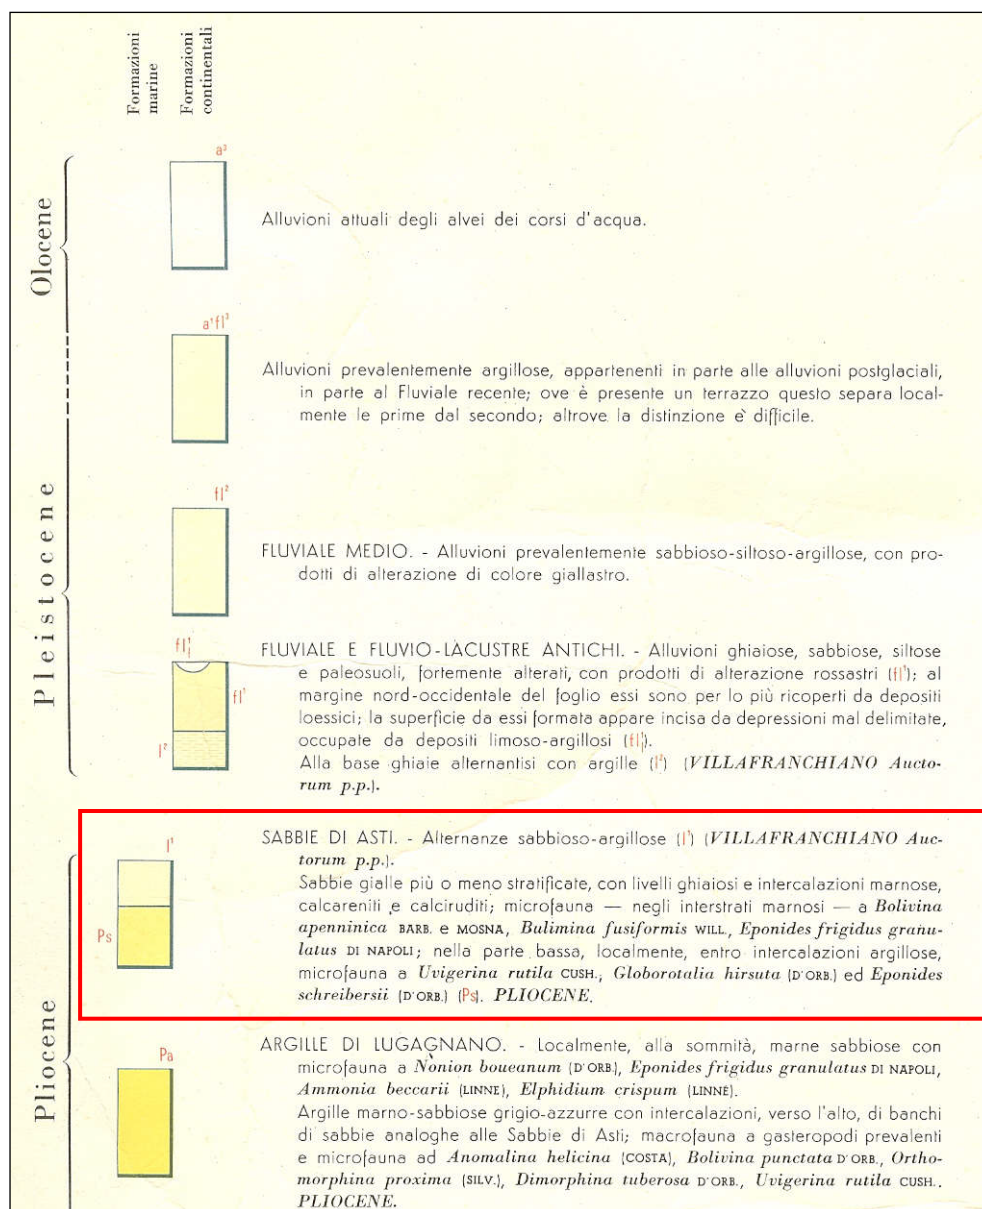 Formazioni
marine
Formazioni
continentali
Olocene
a³
Alluvioni attuali degli alvei dei corsi d'acqua.
a¹fl³
Alluvioni prevalentemente argillose, appartenenti in parte alle alluvioni postglaciali,
in parte al Fluviale recente; ove è presente un terrazzo questo separa local-
mente le prime dal secondo; altrove la distinzione è difficile.
Pleistocene
fl²
FLUVIALE MEDIO. - Alluvioni prevalentemente sabbioso-siltoso-argillose, con pro-
dotti di alterazione di colore giallastro.
fl¹₁
fl¹
l²
FLUVIALE E FLUVIO-LACUSTRE ANTICHI. - Alluvioni ghiaiose, sabbiose, siltose
e paleosuoli, fortemente alterati, con prodotti di alterazione rossastri (fl¹); al
margine nord-occidentale del foglio essi sono per lo più ricoperti da depositi
loessici; la superficie da essi formata appare incisa da depressioni mal delimitate,
occupate da depositi limoso-argillosi (fl¹₁).
Alla base ghiaie alternantisi con argille (l²) (VILLAFRANCHIANO Aucto-
rum p.p.).
Pliocene
l¹
Ps
SABBIE DI ASTI. - Alternanze sabbioso-argillose (l¹) (VILLAFRANCHIANO Auc-
torum p.p.).
Sabbie gialle più o meno stratificate, con livelli ghiaiosi e intercalazioni marnose,
calcareniti e calciruditi; microfauna — negli interstrati marnosi — a Bolivina
apenninica BARB. e MOSNA, Bulimina fusiformis WILL., Eponides frigidus granu-
latus DI NAPOLI; nella parte bassa, localmente, entro intercalazioni argillose,
microfauna a Uvigerina rutila CUSH., Globorotalia hirsuta (D'ORB.) ed Eponides
schreibersii (D'ORB.) (Ps). PLIOCENE.
Pa
ARGILLE DI LUGAGNANO. - Localmente, alla sommità, marne sabbiose con
microfauna a Nonion boueanum (D'ORB.), Eponides frigidus granulatus DI NAPOLI,
Ammonia beccarii (LINNE), Elphidium crispum (LINNÉ).
Argille marno-sabbiose grigio-azzurre con intercalazioni, verso l'alto, di banchi
di sabbie analoghe alle Sabbie di Asti; macrofauna a gasteropodi prevalenti
e microfauna ad Anomalina helicina (COSTA), Bolivina punctata D'ORB., Ortho-
morphina proxima (SILV.), Dimorphina tuberosa D'ORB., Uvigerina rutila CUSH..
PLIOCENE.